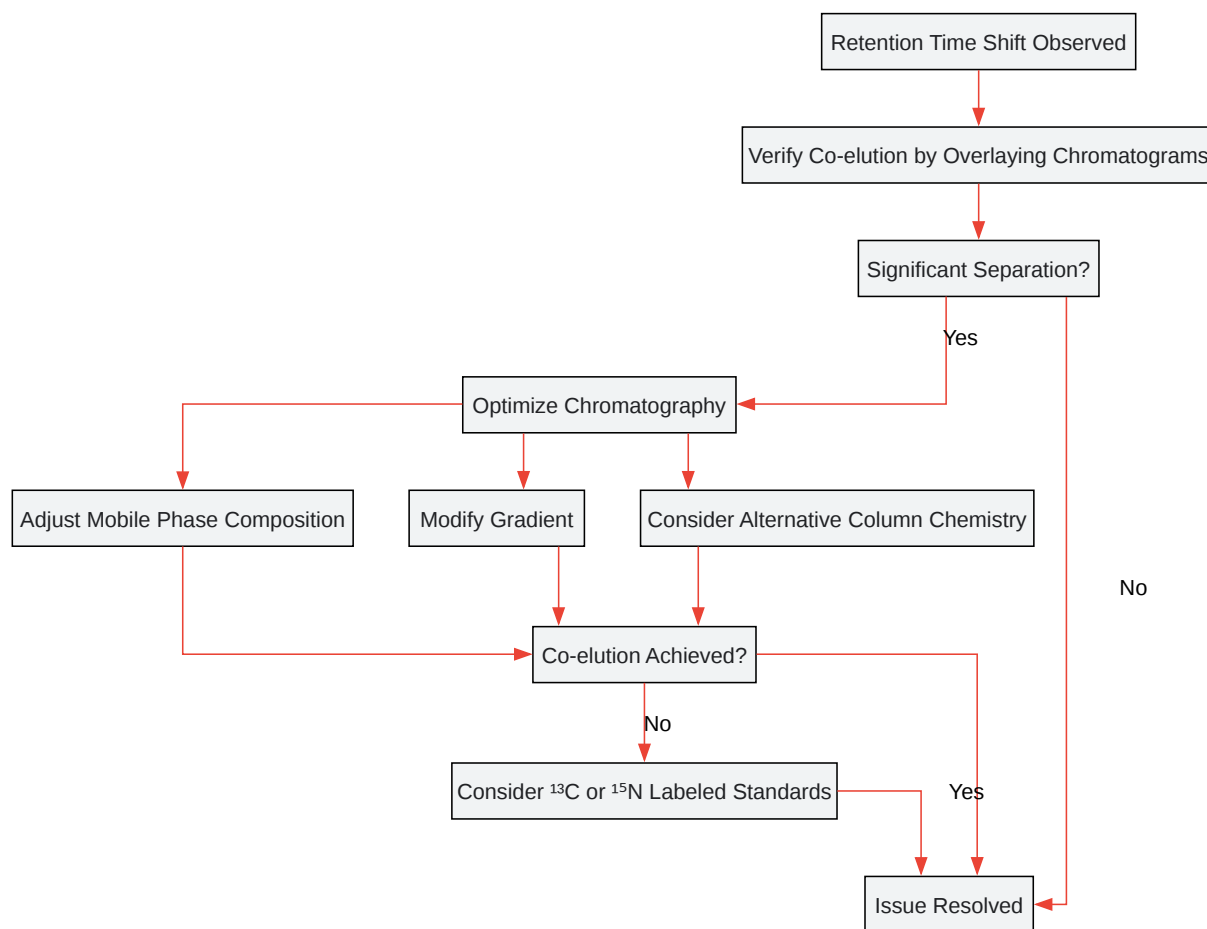 Retention Time Shift Observed
Verify Co-elution by Overlaying Chromatograms
Significant Separation?
Yes
Optimize Chromatography
Adjust Mobile Phase Composition
Modify Gradient
Consider Alternative Column Chemistry
No
Co-elution Achieved?
No
Consider ¹³C or ¹⁵N Labeled Standards
Yes
Issue Resolved